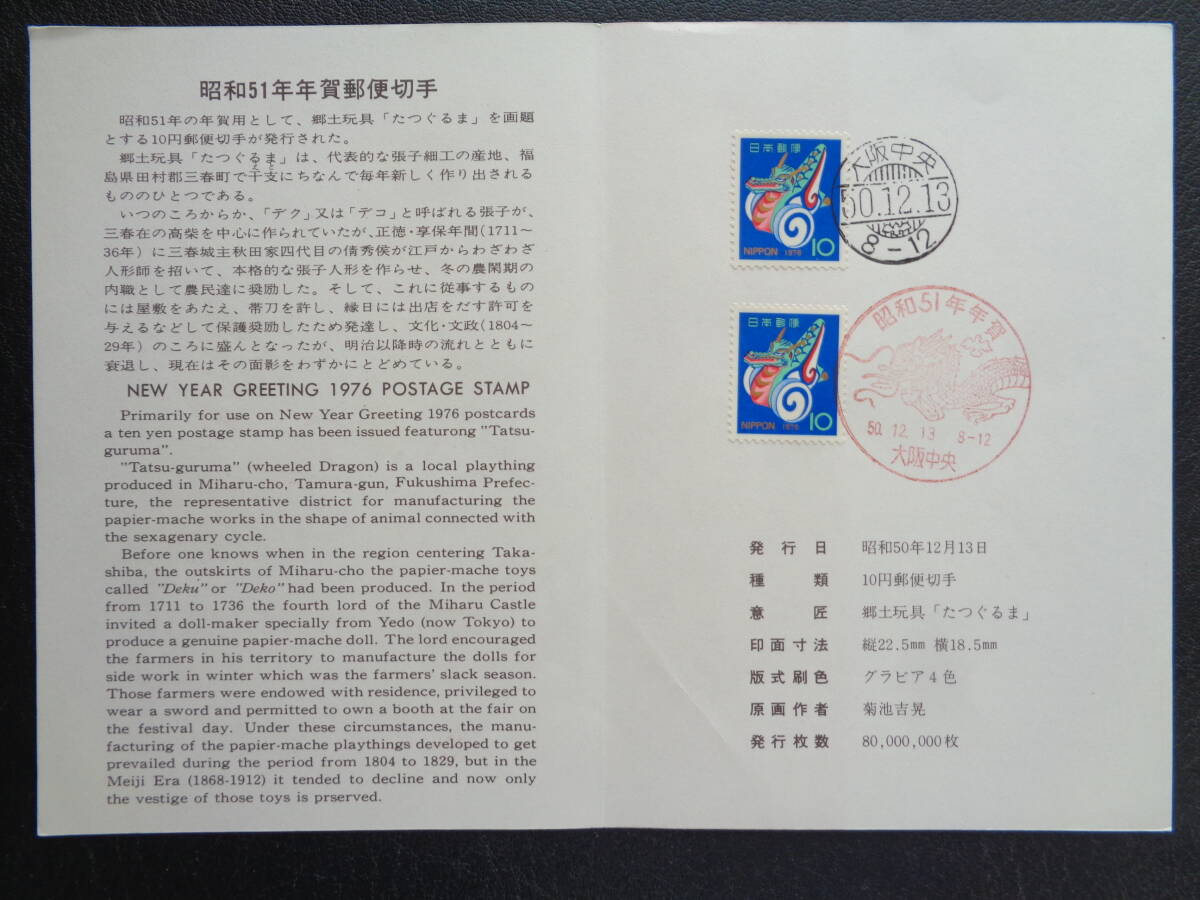 昭和51年年賀郵便切手
昭和51年の年賀用として、郷土玩具「たつぐるま」を画題
とする10円郵便切手が発行された。
郷土玩具「たつぐるま」は、代表的な張子細工の産地、福
島県田村郡三春町で干支にちなんで毎年新しく作り出される
もののひとつである。
いつのころからか、「デク」又は「デコ」と呼ばれる張子が、
三春在の高柴を中心に作られていたが、正徳・享保年間(1711～
36年)に三春城主秋田家四代目の倩秀侯が江戸からわざわざ
人形師を招いて、本格的な張子人形を作らせ、冬の農閑期の
内職として農民達に奨励した。そして、これに従事するもの
には屋敷をあたえ、帯刀を許し、縁日には出店をだす許可を
与えるなどして保護奨励したため発達し、文化・文政(1804～
29年)のころに盛んとなったが、明治以降時の流れとともに
衰退し、現在はその面影をわずかにとどめている。
NEW YEAR GREETING 1976 POSTAGE STAMP
Primarily for use on New Year Greeting 1976 postcards
a ten yen postage stamp has been issued featurong "Tatsu-
guruma".
"Tatsu-guruma" (wheeled Dragon) is a local plaything
produced in Miharu-cho, Tamura-gun, Fukushima Prefec-
ture, the representative district for manufacturing the
papier-mache works in the shape of animal connected with
the sexagenary cycle.
Before one knows when in the region centering Taka-
shiba, the outskirts of Miharu-cho the papier-mache toys
called "Deku" or "Deko" had been produced. In the period
from 1711 to 1736 the fourth lord of the Miharu Castle
invited a doll-maker specially from Yedo (now Tokyo) to
produce a genuine papier-mache doll. The lord encouraged
the farmers in his territory to manufacture the dolls for
side work in winter which was the farmers' slack season.
Those farmers were endowed with residence, privileged to
wear a sword and permitted to own a booth at the fair on
the festival day. Under these circumstances, the manu-
facturing of the papier-mache playthings developed to get
prevailed during the period from 1804 to 1829, but in the
Meiji Era (1868-1912) it tended to decline and now only
the vestige of those toys is prserved.
日本郵便
NIPPON 1976 10
大阪中央
50.12.13
8-12
日本郵便
NIPPON 1976 10
昭和51年年賀
50 12 13 8-12
大阪中央
発行日 昭和50年12月13日
種類 10円郵便切手
意匠 郷土玩具「たつぐるま」
印面寸法 縦22.5mm 横18.5mm
版式刷色 グラビア4色
原画作者 菊池吉晃
発行枚数 80,000,000枚